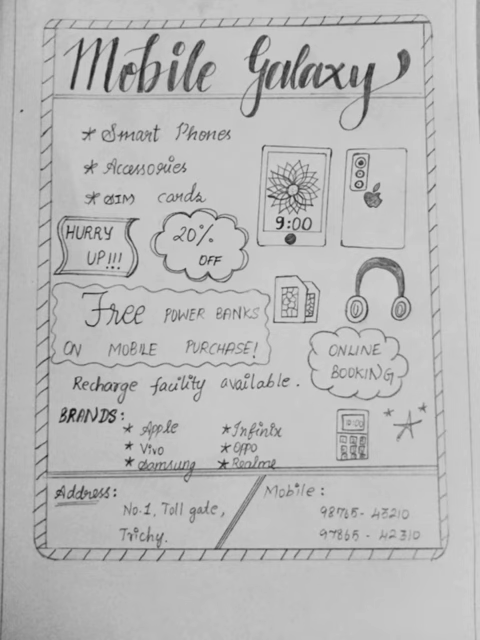 Mobile Galaxy
* Smart Phones
* Accessories
* SIM cards
9:00
HURRY
UP!!!
20%
OFF
Free POWER BANKS
ON MOBILE PURCHASE!
ONLINE
BOOKING
Recharge facility available.
BRANDS:
* Apple
* Vivo
* Samsung
* Infinix
* Oppo
* Realme
Address:
No.1, Toll gate,
Trichy.
Mobile:
98765-43210
97865-42310